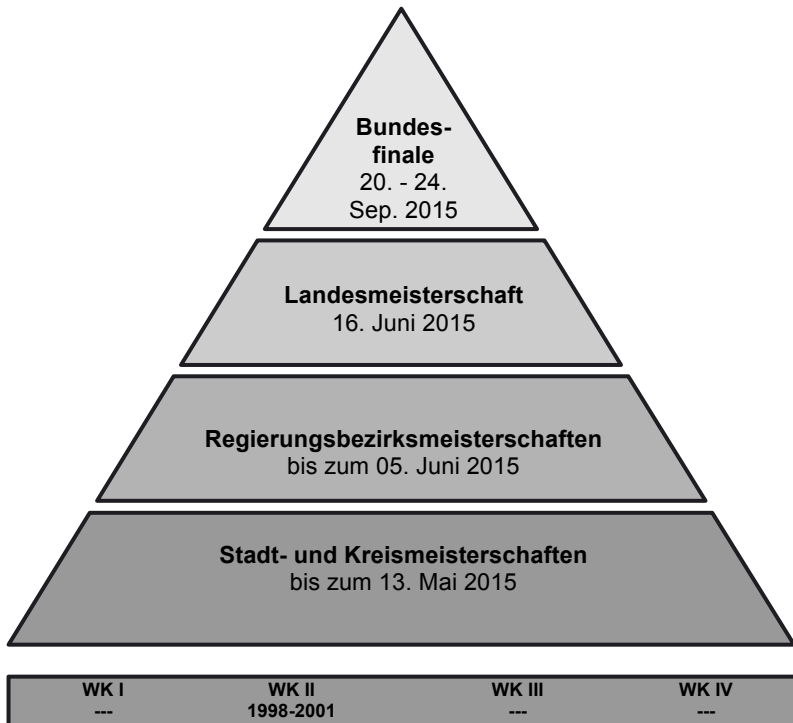 Bundes-
finale
20. - 24.
Sep. 2015
Landesmeisterschaft
16. Juni 2015
Regierungsbezirksmeisterschaften
bis zum 05. Juni 2015
Stadt- und Kreismeisterschaften
bis zum 13. Mai 2015
WK I WK II WK III WK IV
--- 1998-2001 --- ---